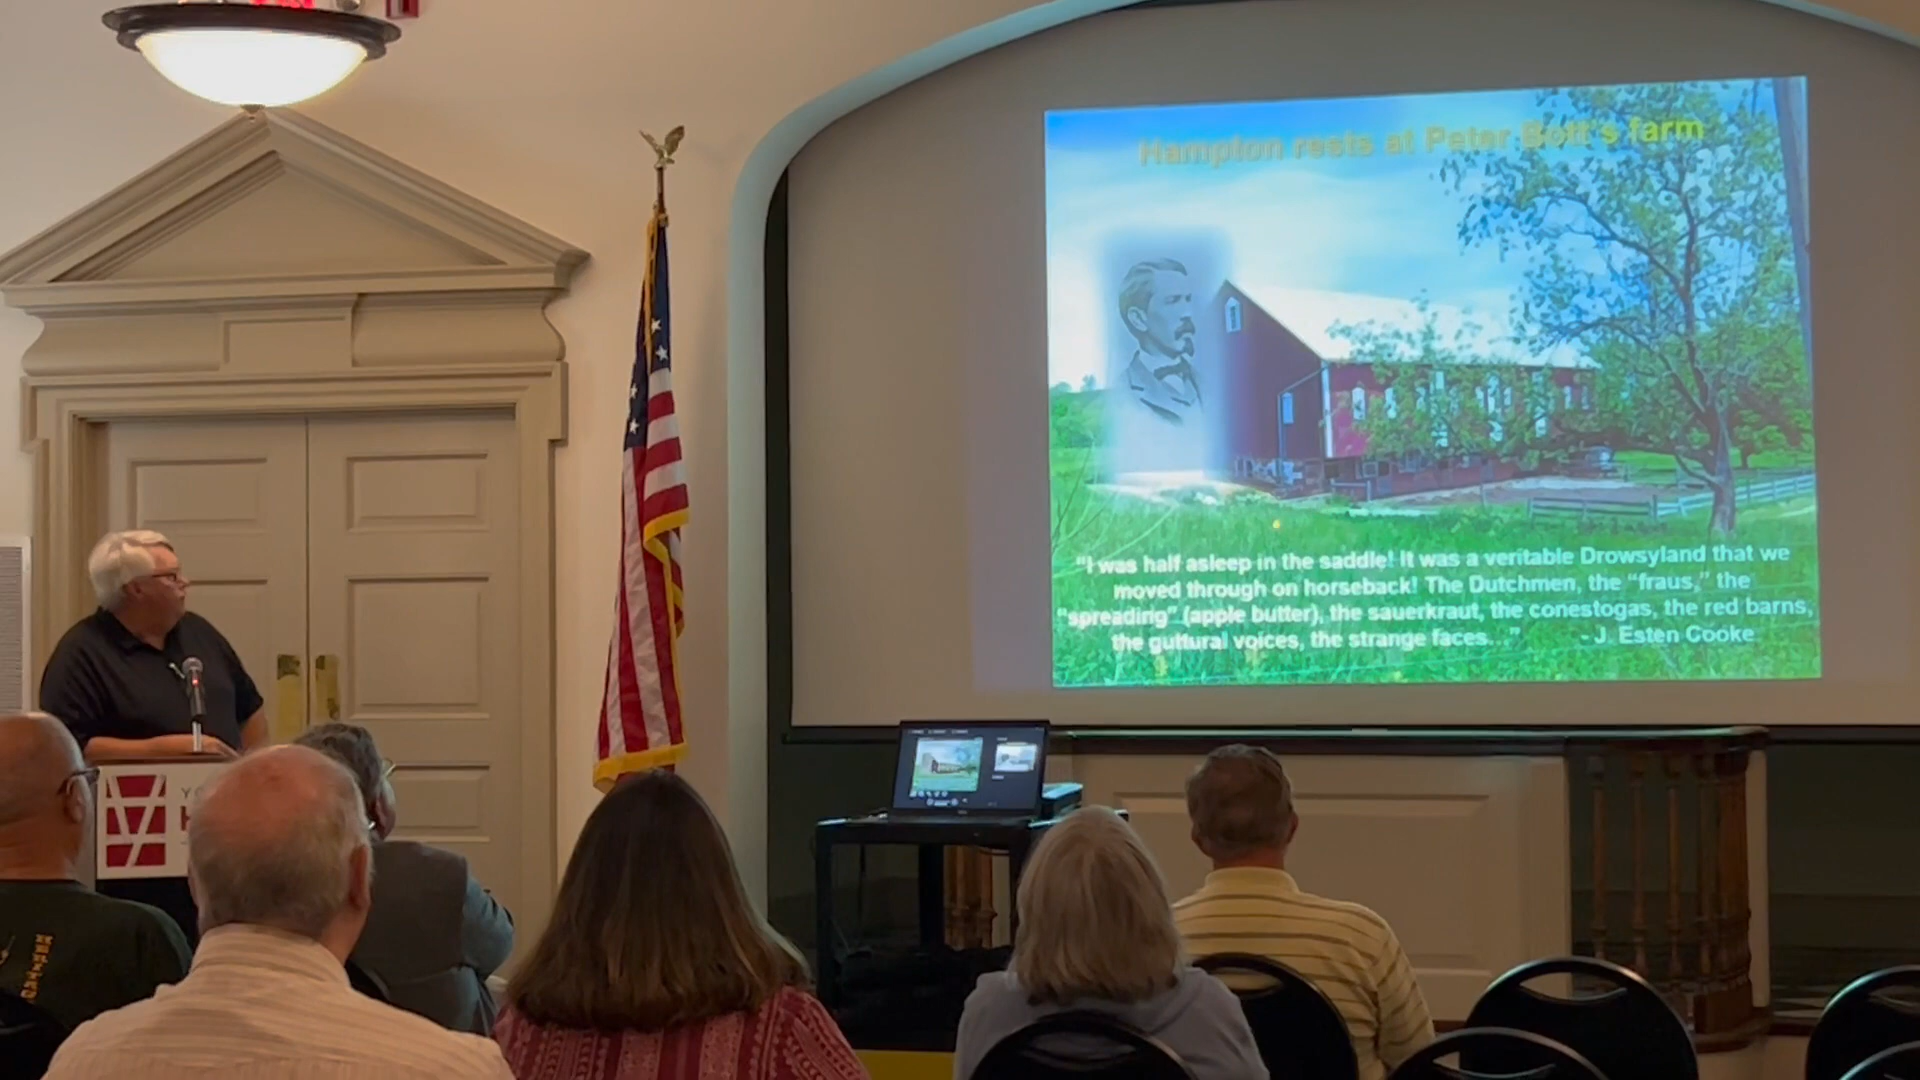 Hampton rests at Peter Bott's farm
"I was half asleep in the saddle! It was a veritable Drowsyland that we
moved through on horseback! The Dutchmen, the "fraus," the
"spreading" (apple butter), the sauerkraut, the conestogas, the red barns,
the guttural voices, the strange faces..." - J. Esten Cooke
YO
H